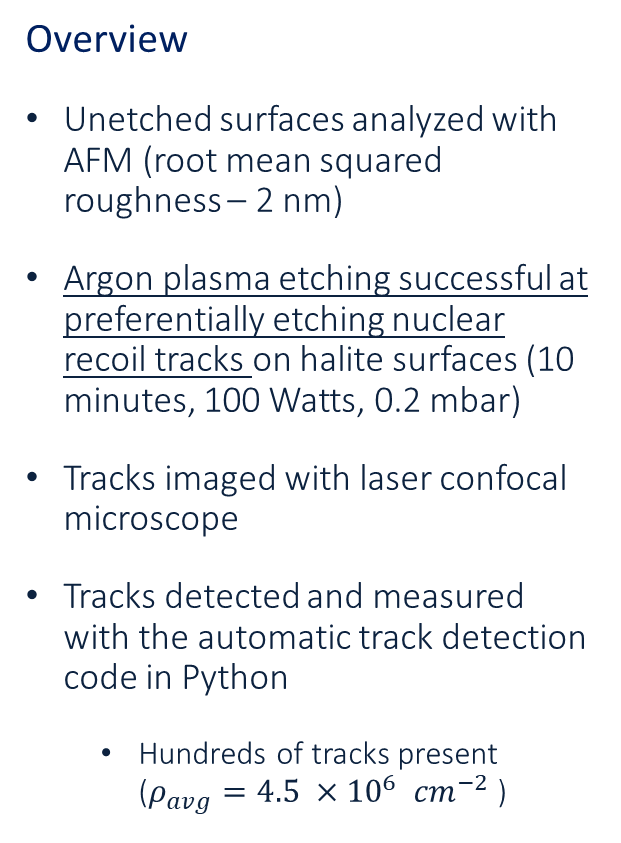 Overview
• Unetched surfaces analyzed with
AFM (root mean squared
roughness – 2 nm)
• Argon plasma etching successful at
preferentially etching nuclear
recoil tracks on halite surfaces (10
minutes, 100 Watts, 0.2 mbar)
• Tracks imaged with laser confocal
microscope
• Tracks detected and measured
with the automatic track detection
code in Python
• Hundreds of tracks present
(ρ_avg = 4.5 × 10⁶ cm⁻² )